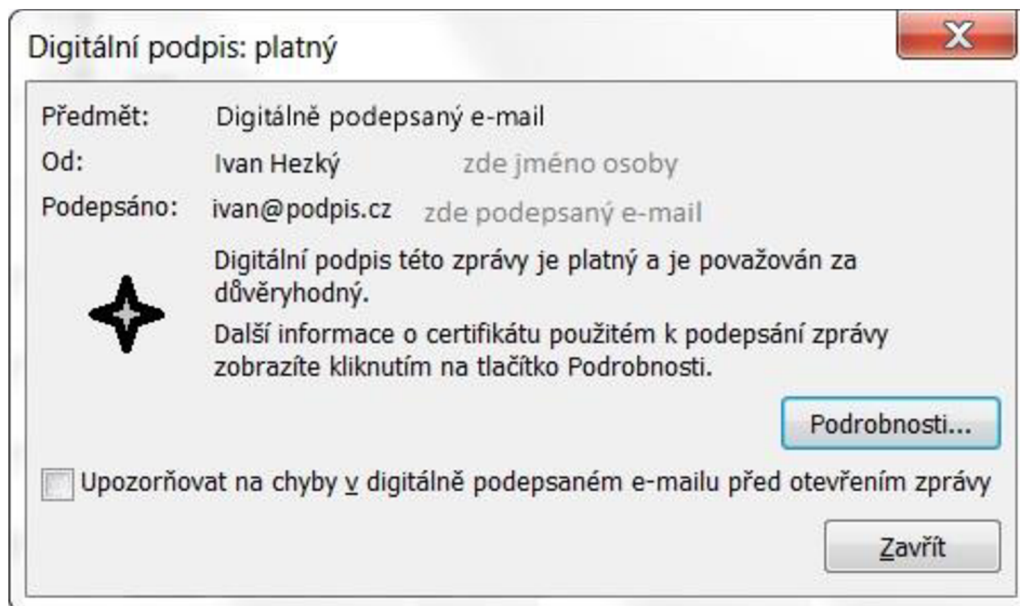 Digitální podpis: platný
Předmět: Digitálně podepsaný e-mail
Od: Ivan Hezký zde jméno osoby
Podepsáno: ivan@podpis.cz zde podepsaný e-mail
Digitální podpis této zprávy je platný a je považován za
důvěryhodný.
Další informace o certifikátu použitém k podepsání zprávy
zobrazíte kliknutím na tlačítko Podrobnosti.
Podrobnosti...
Upozorňovat na chyby v digitálně podepsaném e-mailu před otevřením zprávy
Zavřít